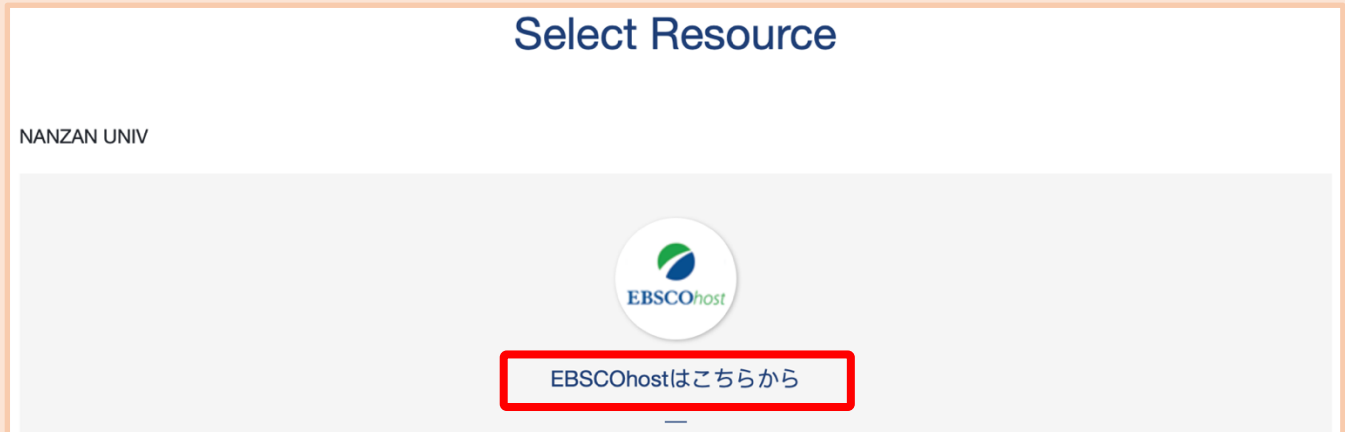 Select Resource
NANZAN UNIV
EBSCOhost
EBSCOhostはこちらから